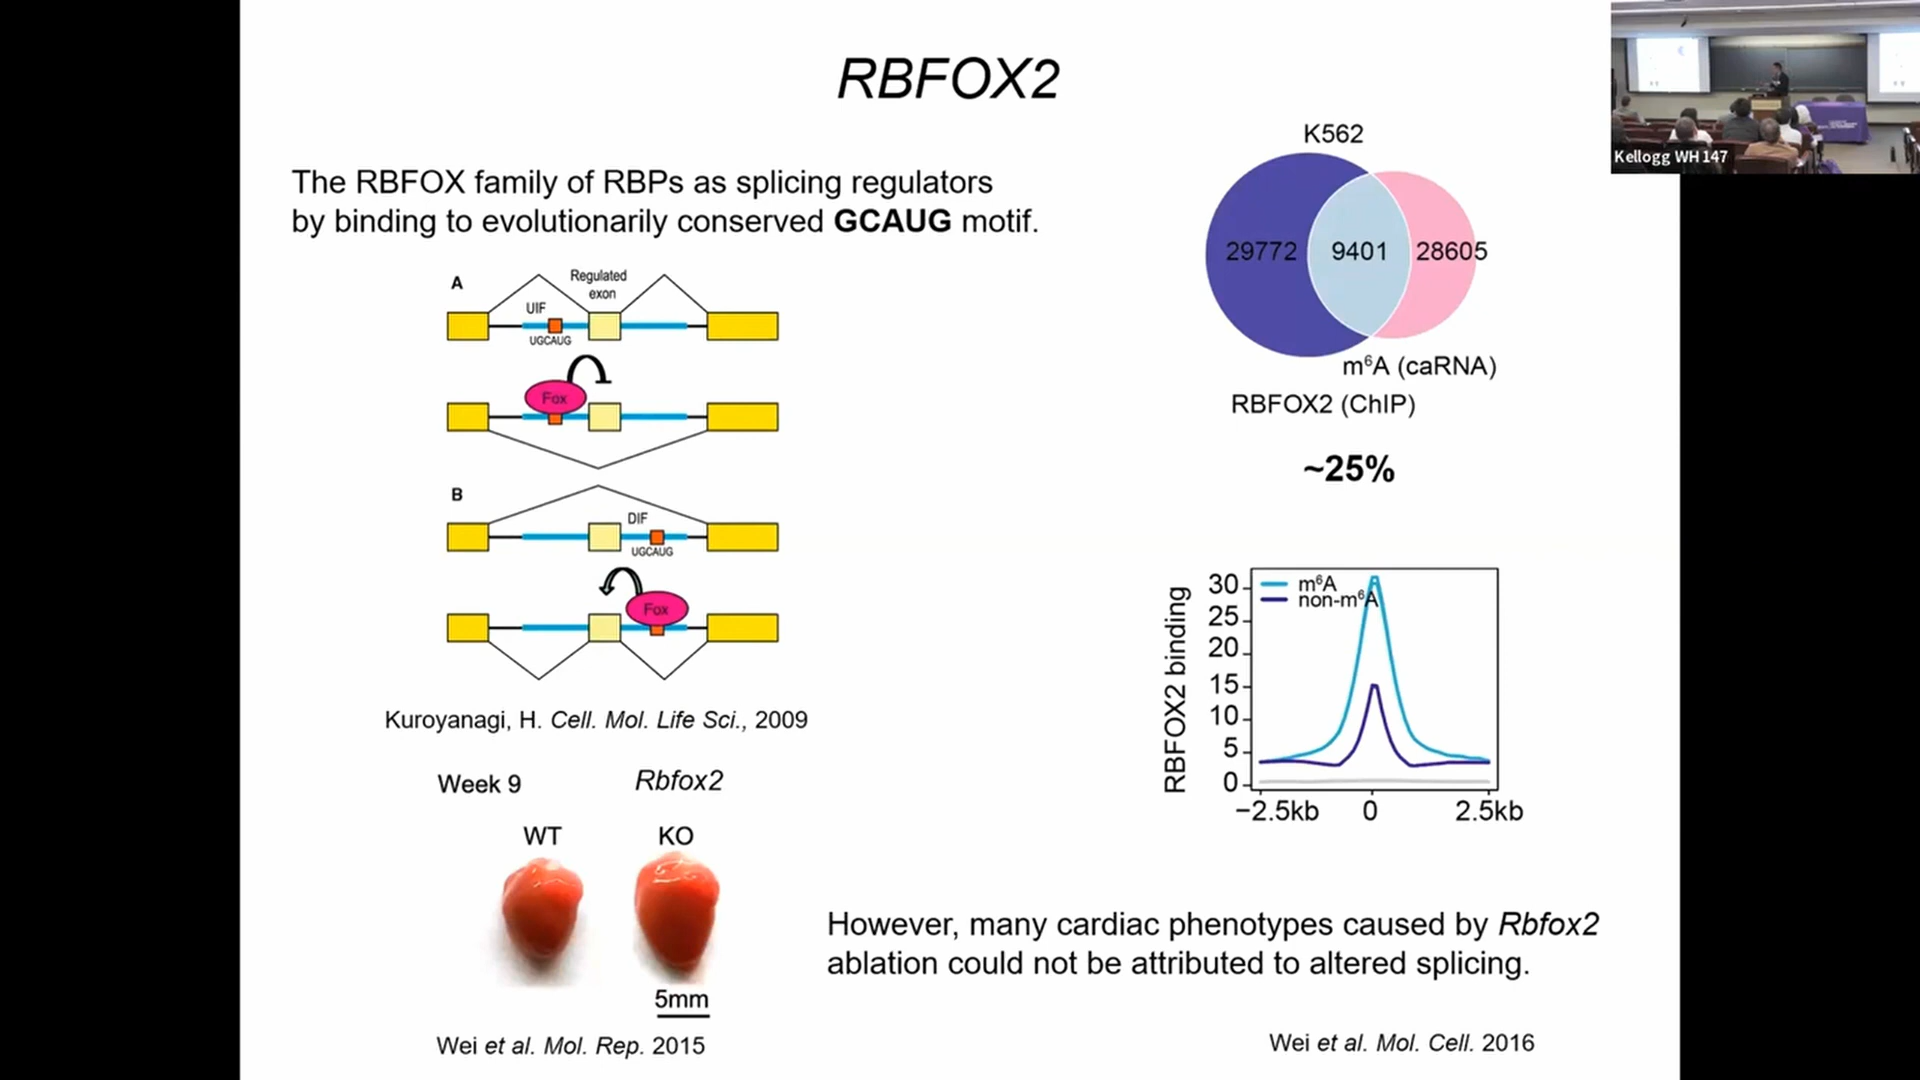 RBFOX2
The RBFOX family of RBPs as splicing regulators
by binding to evolutionarily conserved GCAUG motif.
A
Regulated
exon
UIF
UGCAUG
Fox
B
DIF
UGCAUG
Fox
Kuroyanagi, H. Cell. Mol. Life Sci., 2009
Week 9
Rbfox2
WT
KO
5mm
Wei et al. Mol. Rep. 2015
K562
29772
9401
28605
m⁶A (caRNA)
RBFOX2 (ChIP)
~25%
RBFOX2 binding
30
25
20
15
10
5
0
m⁶A
non-m⁶A
−2.5kb
0
2.5kb
However, many cardiac phenotypes caused by Rbfox2
ablation could not be attributed to altered splicing.
Wei et al. Mol. Cell. 2016
Kellogg WH 147